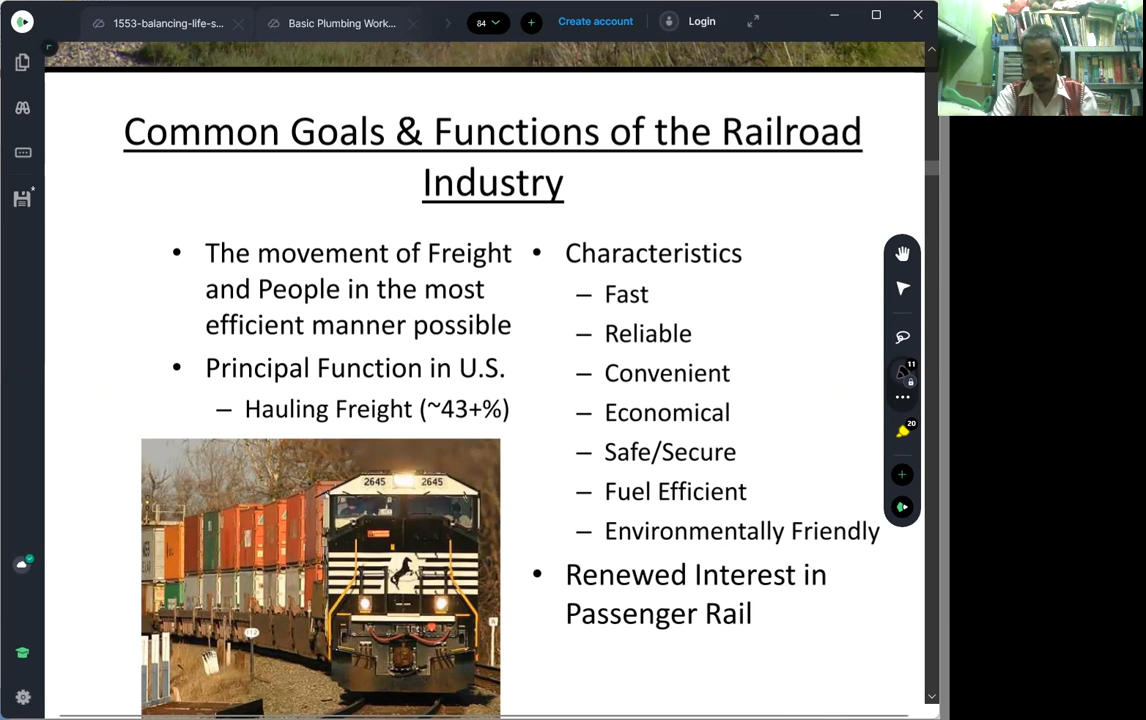 1553-balancing-life-s...
Basic Plumbing Work...
84
Create account
Login
Common Goals & Functions of the Railroad
Industry
• The movement of Freight
and People in the most
efficient manner possible
• Principal Function in U.S.
– Hauling Freight (~43+%)
2645 2645
• Characteristics
– Fast
– Reliable
– Convenient
– Economical
– Safe/Secure
– Fuel Efficient
– Environmentally Friendly
• Renewed Interest in
Passenger Rail
11
20